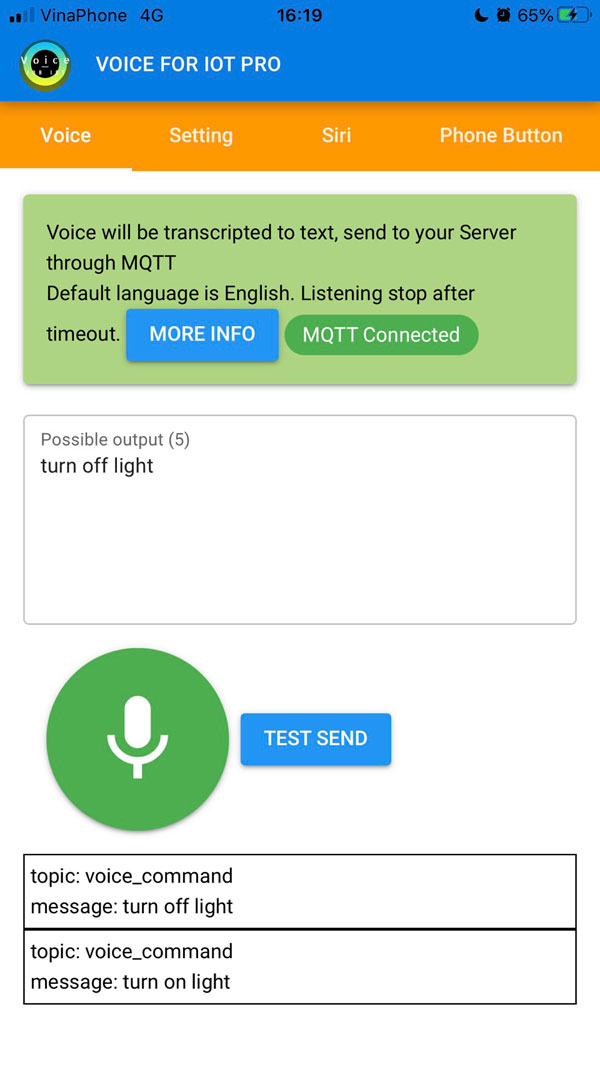 VinaPhone 4G 16:19 65%
Voice
VOICE FOR IOT PRO
Voice Setting Siri Phone Button
Voice will be transcripted to text, send to your Server
through MQTT
Default language is English. Listening stop after
timeout. MORE INFO MQTT Connected
Possible output (5)
turn off light
TEST SEND
topic: voice_command
message: turn off light
topic: voice_command
message: turn on light